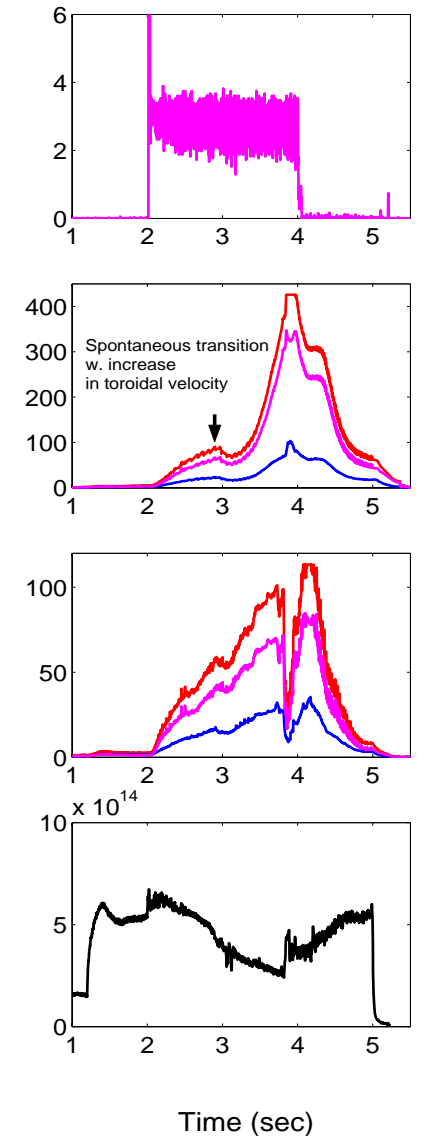 6
4
2
0
1 2 3 4 5
400
300
200
100
0
Spontaneous transition
w. increase
in toroidal velocity
1 2 3 4 5
100
50
0
1 2 3 4 5
x 10^14
10
5
0
1 2 3 4 5
Time (sec)